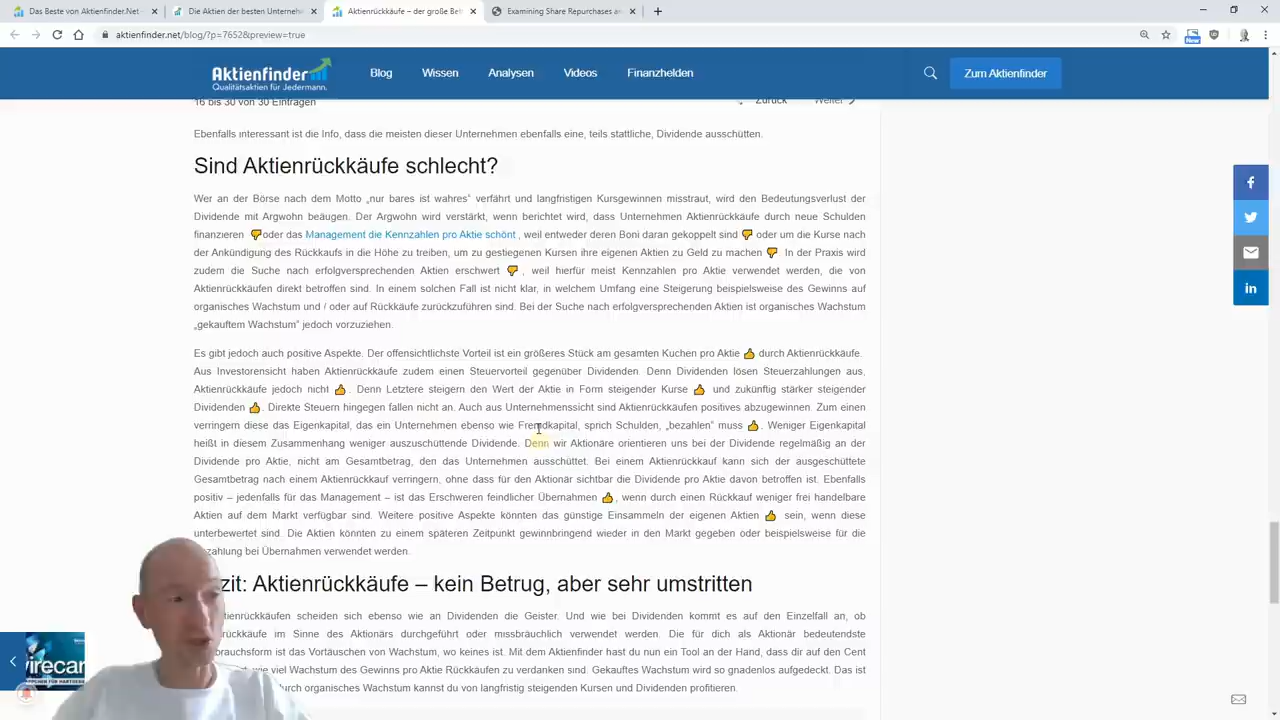 Das Beste von Aktienfinder.Net -
Die Aktien der besten Unternehm
Aktienrückkäufe – der große Bet
Examining Share Repurchases an
aktienfinder.net/blog/?p=7652&preview=true
New
Aktienfinder
Qualitätsaktien für Jedermann.
Blog
Wissen
Analysen
Videos
Finanzhelden
Zum Aktienfinder
16 bis 30 von 30 Einträgen
Zurück
Weiter
Ebenfalls interessant ist die Info, dass die meisten dieser Unternehmen ebenfalls eine, teils stattliche, Dividende ausschütten.
Sind Aktienrückkäufe schlecht?
Wer an der Börse nach dem Motto „nur bares ist wahres“ verfährt und langfristigen Kursgewinnen misstraut, wird den Bedeutungsverlust der
Dividende mit Argwohn beäugen. Der Argwohn wird verstärkt, wenn berichtet wird, dass Unternehmen Aktienrückkäufe durch neue Schulden
finanzieren 👎oder das Management die Kennzahlen pro Aktie schönt , weil entweder deren Boni daran gekoppelt sind 👎 oder um die Kurse nach
der Ankündigung des Rückkaufs in die Höhe zu treiben, um zu gestiegenen Kursen ihre eigenen Aktien zu Geld zu machen 👎 In der Praxis wird
zudem die Suche nach erfolgversprechenden Aktien erschwert 👎 , weil hierfür meist Kennzahlen pro Aktie verwendet werden, die von
Aktienrückkäufen direkt betroffen sind. In einem solchen Fall ist nicht klar, in welchem Umfang eine Steigerung beispielsweise des Gewinns auf
organisches Wachstum und / oder auf Rückkäufe zurückzuführen sind. Bei der Suche nach erfolgversprechenden Aktien ist organisches Wachstum
„gekauftem Wachstum“ jedoch vorzuziehen.
Es gibt jedoch auch positive Aspekte. Der offensichtlichste Vorteil ist ein größeres Stück am gesamten Kuchen pro Aktie 👍 durch Aktienrückkäufe.
Aus Investorensicht haben Aktienrückkäufe zudem einen Steuervorteil gegenüber Dividenden. Denn Dividenden lösen Steuerzahlungen aus,
Aktienrückkäufe jedoch nicht 👍. Denn Letztere steigern den Wert der Aktie in Form steigender Kurse 👍 und zukünftig stärker steigender
Dividenden 👍. Direkte Steuern hingegen fallen nicht an. Auch aus Unternehmenssicht sind Aktienrückkäufen positives abzugewinnen. Zum einen
verringern diese das Eigenkapital, das ein Unternehmen ebenso wie Fremdkapital, sprich Schulden, „bezahlen“ muss 👍. Weniger Eigenkapital
heißt in diesem Zusammenhang weniger auszuschüttende Dividende. Denn wir Aktionäre orientieren uns bei der Dividende regelmäßig an der
Dividende pro Aktie, nicht am Gesamtbetrag, den das Unternehmen ausschüttet. Bei einem Aktienrückkauf kann sich der ausgeschüttete
Gesamtbetrag nach einem Aktienrückkauf verringern, ohne dass für den Aktionär sichtbar die Dividende pro Aktie davon betroffen ist. Ebenfalls
positiv – jedenfalls für das Management – ist das Erschweren feindlicher Übernahmen 👍, wenn durch einen Rückkauf weniger frei handelbare
Aktien auf dem Markt verfügbar sind. Weitere positive Aspekte könnten das günstige Einsammeln der eigenen Aktien 👍 sein, wenn diese
unterbewertet sind. Die Aktien könnten zu einem späteren Zeitpunkt gewinnbringend wieder in den Markt gegeben oder beispielsweise für die
zahlung bei Übernahmen verwendet werden.
zit: Aktienrückkäufe – kein Betrug, aber sehr umstritten
tienrückkäufen scheiden sich ebenso wie an Dividenden die Geister. Und wie bei Dividenden kommt es auf den Einzelfall an, ob
rückkäufe im Sinne des Aktionärs durchgeführt oder missbräuchlich verwendet werden. Die für dich als Aktionär bedeutendste
brauchsform ist das Vortäuschen von Wachstum, wo keines ist. Mit dem Aktienfinder hast du nun ein Tool an der Hand, dass dir auf den Cent
wie viel Wachstum des Gewinns pro Aktie Rückkäufen zu verdanken sind. Gekauftes Wachstum wird so gnadenlos aufgedeckt. Das ist
urch organisches Wachstum kannst du von langfristig steigenden Kursen und Dividenden profitieren.
irecar